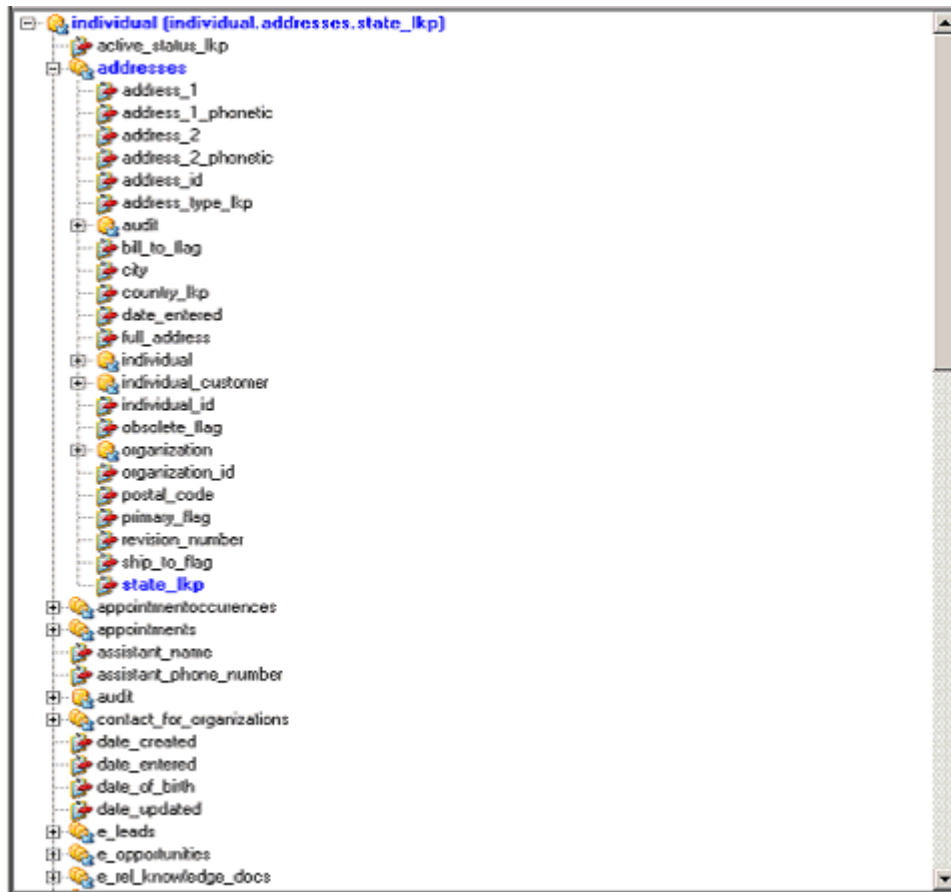 individual (individual.addresses.state_lkp)
active_status_lkp
addresses
address_1
address_1_phonetic
address_2
address_2_phonetic
address_id
address_type_lkp
audit
bill_to_flag
city
country_lkp
date_entered
full_address
individual
individual_customer
individual_id
obsolete_flag
organization
organization_id
postal_code
primary_flag
revision_number
ship_to_flag
state_lkp
appointmentoccurences
appointments
assistant_name
assistant_phone_number
audit
contact_for_organizations
date_created
date_entered
date_of_birth
date_updated
e_leads
e_opportunities
e_rel_knowledge_docs